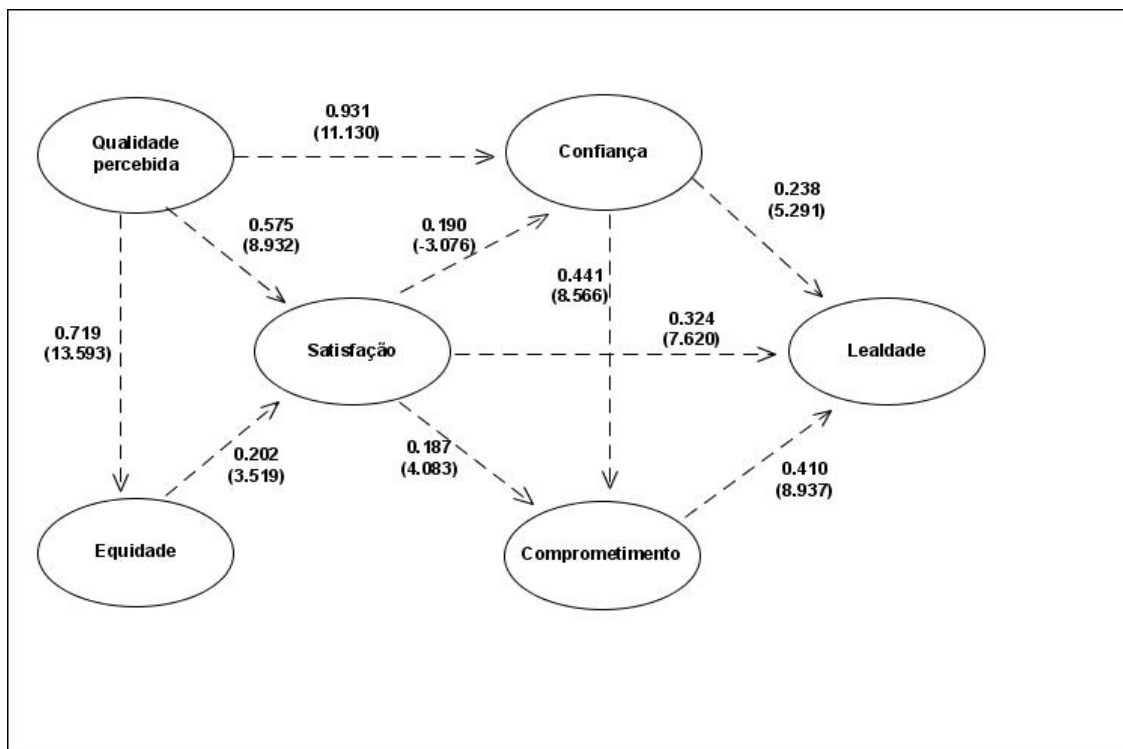 0.931
(11.130)
Qualidade
percebida
Confiança
0.238
(5.291)
0.575
(8.932)
0.190
(-3.076)
0.441
(8.566)
0.719
(13.593)
Satisfação
0.324
(7.620)
Lealdade
0.202
(3.519)
0.187
(4.083)
0.410
(8.937)
Equidade
Comprometimento